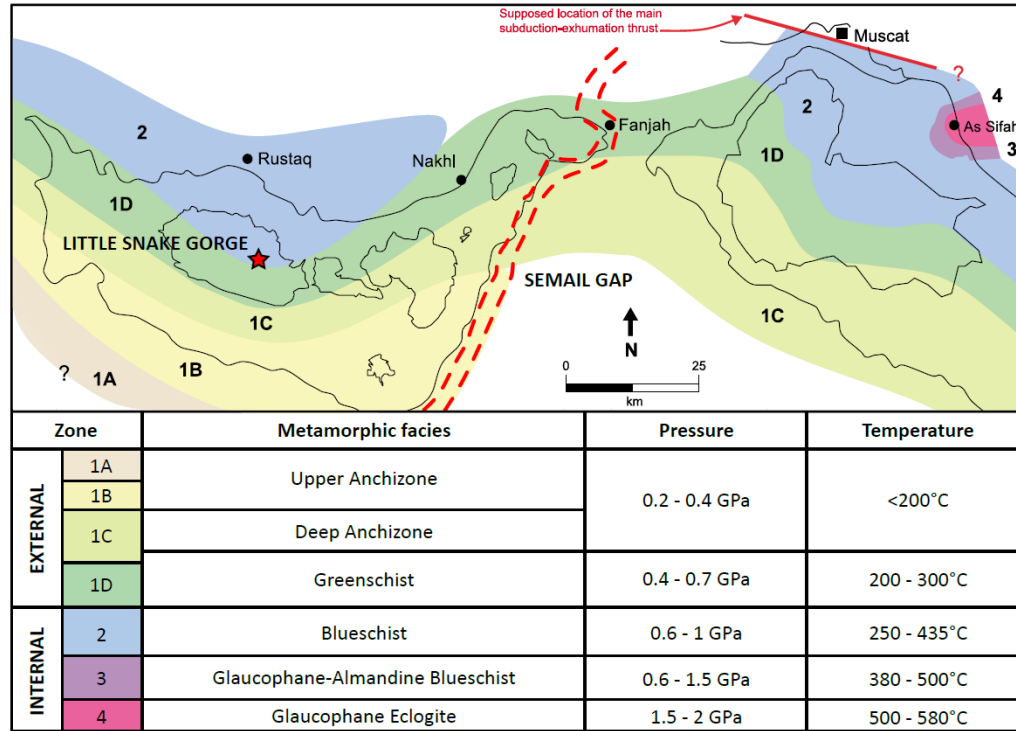 Supposed location of the main
subduction-exhumation thrust
Muscat
?
4
2
2
As Sifah
Fanjah
Rustaq
Nakhl
3
1D
1D
LITTLE SNAKE GORGE
SEMAIL GAP
1C
1C
N
1B
? 1A
0 25
km
Zone Metamorphic facies Pressure Temperature
EXTERNAL
1A
Upper Anchizone
1B
0.2 - 0.4 GPa <200°C
1C Deep Anchizone
1D Greenschist 0.4 - 0.7 GPa 200 - 300°C
INTERNAL
2 Blueschist 0.6 - 1 GPa 250 - 435°C
3 Glaucophane-Almandine Blueschist 0.6 - 1.5 GPa 380 - 500°C
4 Glaucophane Eclogite 1.5 - 2 GPa 500 - 580°C